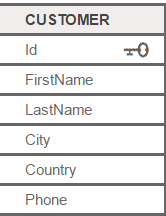 CUSTOMER
Id
FirstName
LastName
City
Country
Phone